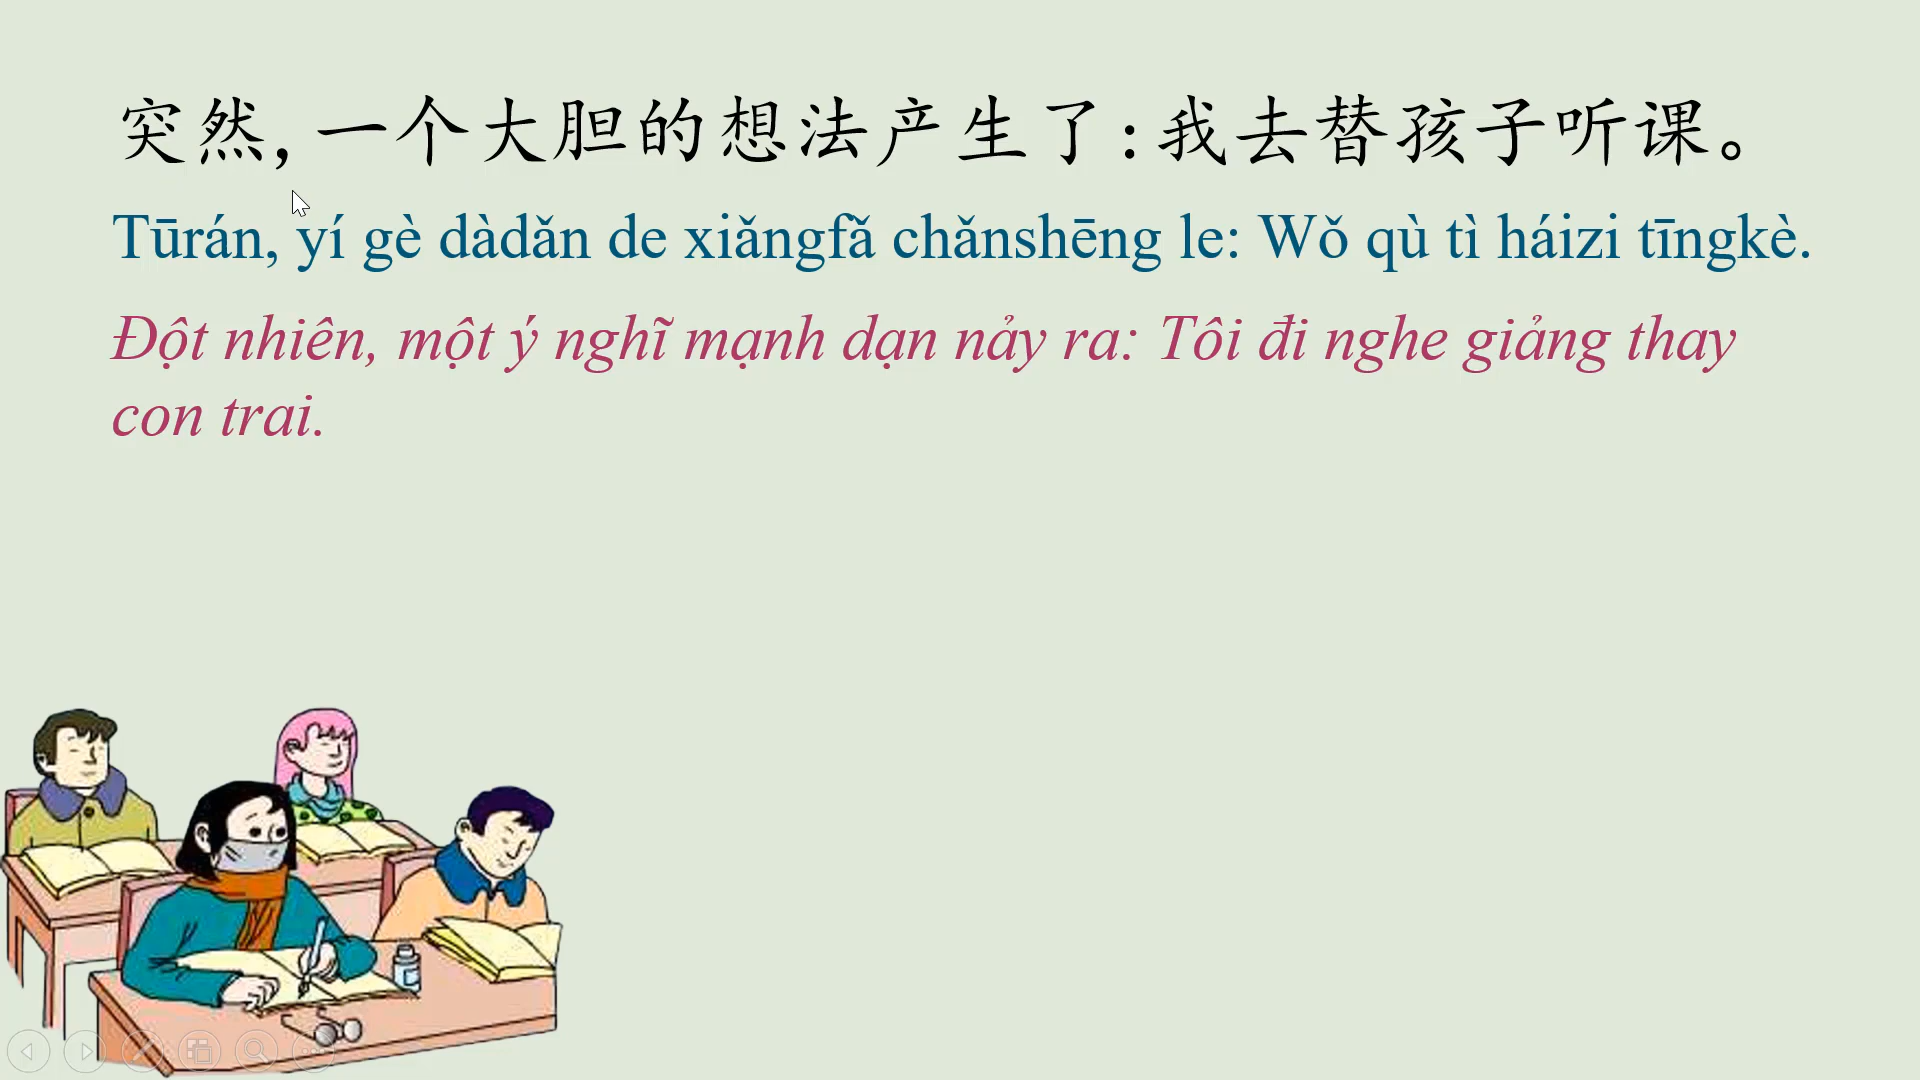 突然,一个大胆的想法产生了:我去替孩子听课。
Tūrán, yí gè dàdǎn de xiǎngfǎ chǎnshēng le: Wǒ qù tì háizi tīngkè.
Đột nhiên, một ý nghĩ mạnh dạn nảy ra: Tôi đi nghe giảng thay
con trai.